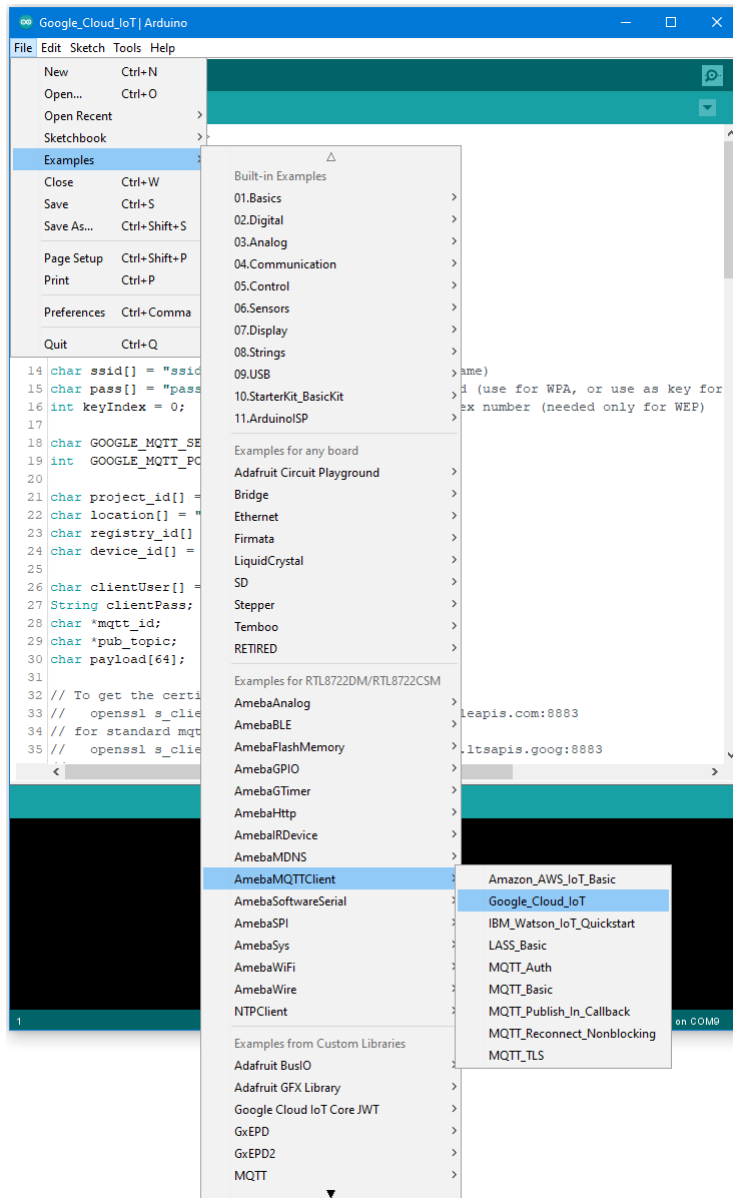 Google_Cloud_IoT | Arduino
File Edit Sketch Tools Help
New Ctrl+N
Open... Ctrl+O
Open Recent
Sketchbook
Examples
Close Ctrl+W
Save Ctrl+S
Save As... Ctrl+Shift+S
Page Setup Ctrl+Shift+P
Print Ctrl+P
Preferences Ctrl+Comma
Quit Ctrl+Q
Built-in Examples
01.Basics
02.Digital
03.Analog
04.Communication
05.Control
06.Sensors
07.Display
08.Strings
09.USB
10.StarterKit_BasicKit
11.ArduinoISP
Examples for any board
Adafruit Circuit Playground
Bridge
Ethernet
Firmata
LiquidCrystal
SD
Stepper
Temboo
RETIRED
Examples for RTL8722DM/RTL8722CSM
AmebaAnalog
AmebaBLE
AmebaFlashMemory
AmebaGPIO
AmebaGTimer
AmebaHttp
AmebaIRDevice
AmebaMDNS
AmebaMQTTClient
AmebaSoftwareSerial
AmebaSPI
AmebaSys
AmebaWiFi
AmebaWire
NTPClient
Examples from Custom Libraries
Adafruit BusIO
Adafruit GFX Library
Google Cloud IoT Core JWT
GxEPD
GxEPD2
MQTT
Amazon_AWS_IoT_Basic
Google_Cloud_IoT
IBM_Watson_IoT_Quickstart
LASS_Basic
MQTT_Auth
MQTT_Basic
MQTT_Publish_In_Callback
MQTT_Reconnect_Nonblocking
MQTT_TLS
14 char ssid[] = "ssid ame)
15 char pass[] = "pass d (use for WPA, or use as key for
16 int keyIndex = 0; ex number (needed only for WEP)
17
18 char GOOGLE_MQTT_SE
19 int GOOGLE_MQTT_PO
20
21 char project_id[] =
22 char location[] = "
23 char registry_id[]
24 char device_id[] =
25
26 char clientUser[] =
27 String clientPass;
28 char *mqtt_id;
29 char *pub_topic;
30 char payload[64];
31
32 // To get the certi
33 // openssl s_clie leapis.com:8883
34 // for standard mqt
35 // openssl s_clie .ltsapis.goog:8883
1 on COM9